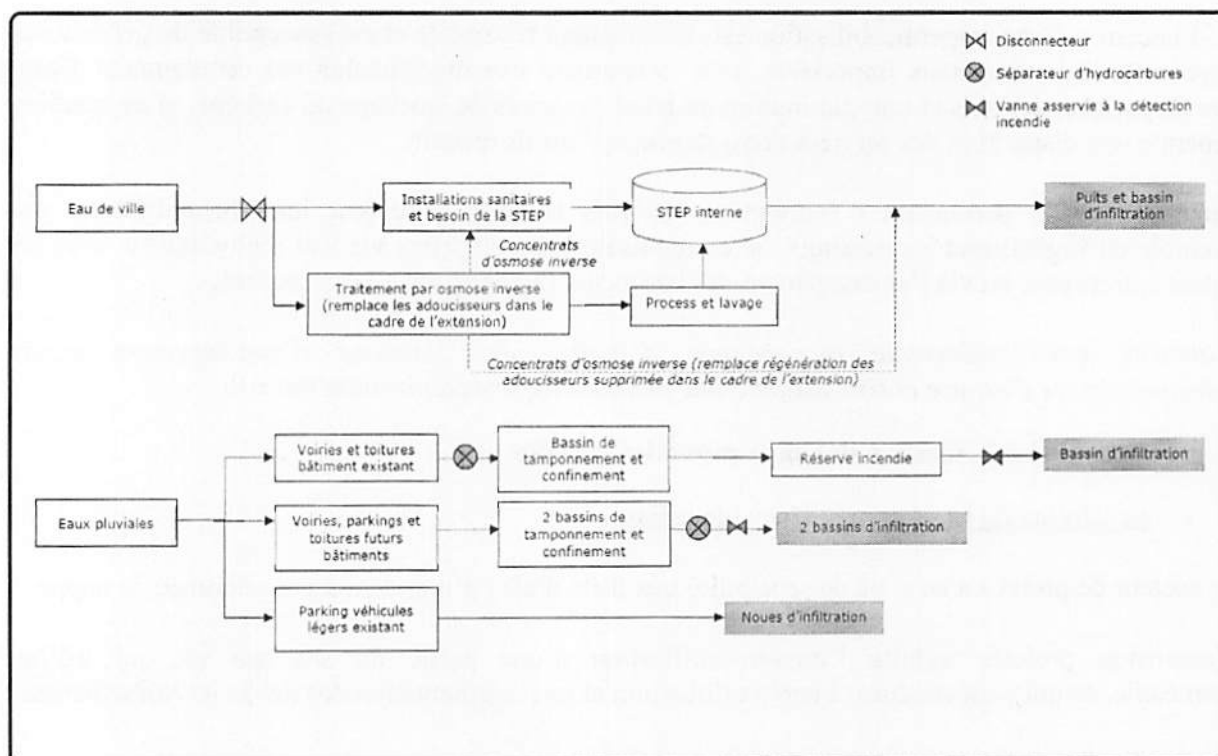 Disconnecteur
Séparateur d'hydrocarbures
Vanne asservie à la détection
incendie
Eau de ville
Installations sanitaires
et besoin de la STEP
STEP interne
Puits et bassin
d'infiltration
Concentrats
d'osmose inverse
Traitement par osmose inverse
(remplace les adoucisseurs dans le
cadre de l'extension)
Process et lavage
Concentrats d'osmose inverse (remplace régénération des
adoucisseurs supprimée dans le cadre de l'extension)
Voiries et toitures
bâtiment existant
Bassin de
tamponnement et
confinement
Réserve incendie
Bassin d'infiltration
Eaux pluviales
Voiries, parkings et
toitures futurs
bâtiments
2 bassins de
tamponnement et
confinement
2 bassins d'infiltration
Parking véhicules
légers existant
Noues d'infiltration